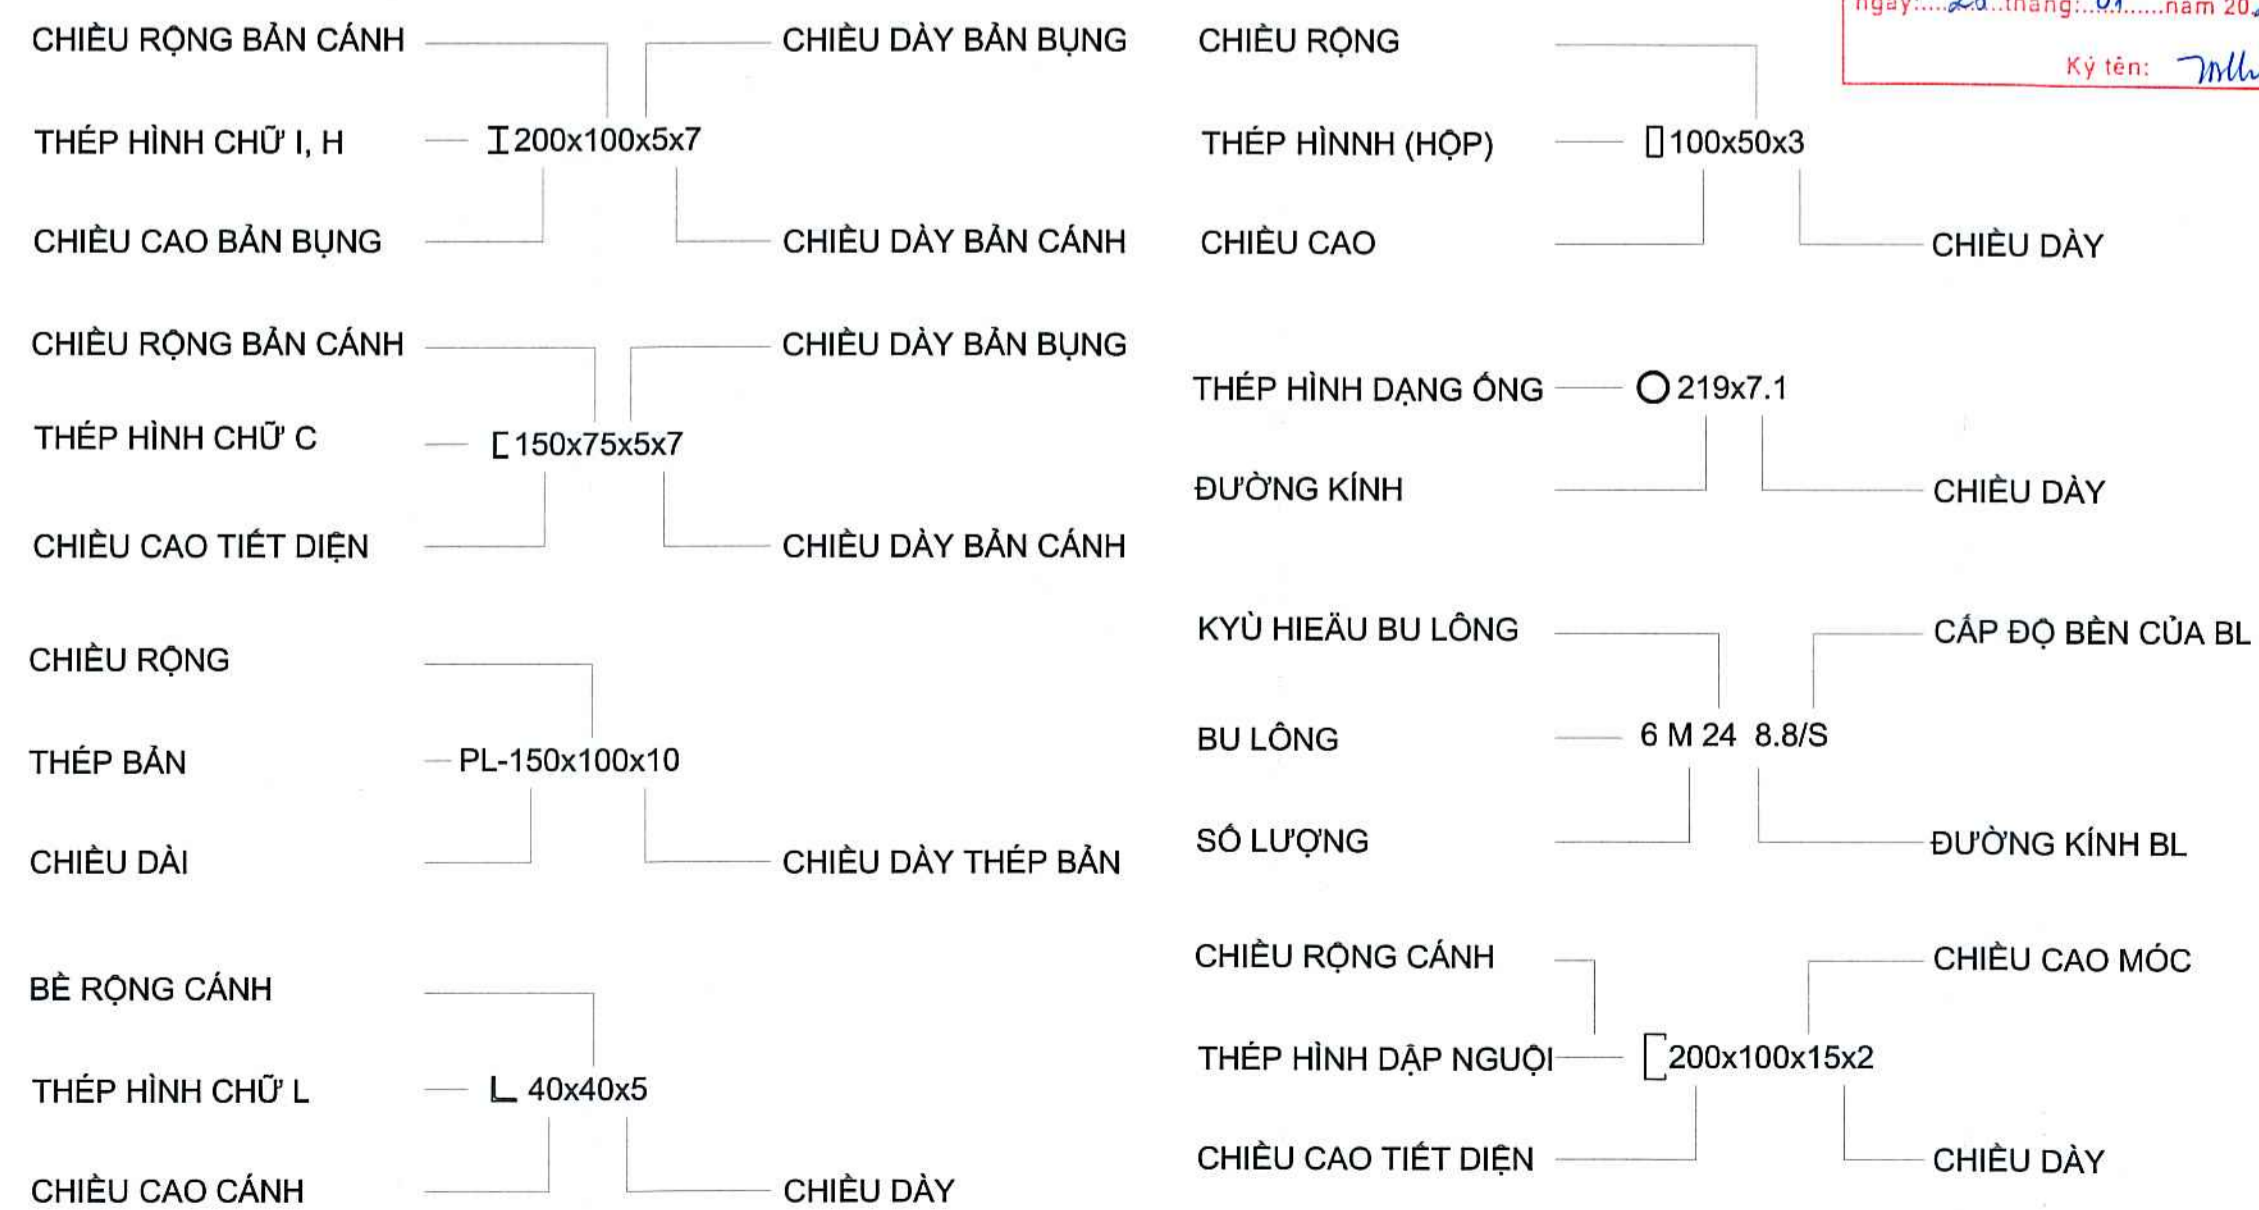 CHIỀU RỘNG BẢN CÁNH
CHIỀU DÀY BẢN BỤNG
THÉP HÌNH CHỮ I, H
200x100x5x7
CHIỀU CAO BẢN BỤNG
CHIỀU DÀY BẢN CÁNH
CHIỀU RỘNG BẢN CÁNH
CHIỀU DÀY BẢN BỤNG
THÉP HÌNH CHỮ C
150x75x5x7
CHIỀU CAO TIẾT DIỆN
CHIỀU DÀY BẢN CÁNH
CHIỀU RỘNG
THÉP BẢN
PL-150x100x10
CHIỀU DÀI
CHIỀU DÀY THÉP BẢN
BỀ RỘNG CÁNH
THÉP HÌNH CHỮ L
40x40x5
CHIỀU CAO CÁNH
CHIỀU DÀY
ngày:.... ..tháng:..01......năm 20
Ký tên:
CHIỀU RỘNG
THÉP HÌNNH (HỘP)
100x50x3
CHIỀU CAO
CHIỀU DÀY
THÉP HÌNH DẠNG ỐNG
219x7.1
ĐƯỜNG KÍNH
CHIỀU DÀY
KYÙ HIEÄU BU LÔNG
CẤP ĐỘ BỀN CỦA BL
BU LÔNG
6 M 24 8.8/S
SỐ LƯỢNG
ĐƯỜNG KÍNH BL
CHIỀU RỘNG CÁNH
CHIỀU CAO MÓC
THÉP HÌNH DẬP NGUỘI
200x100x15x2
CHIỀU CAO TIẾT DIỆN
CHIỀU DÀY